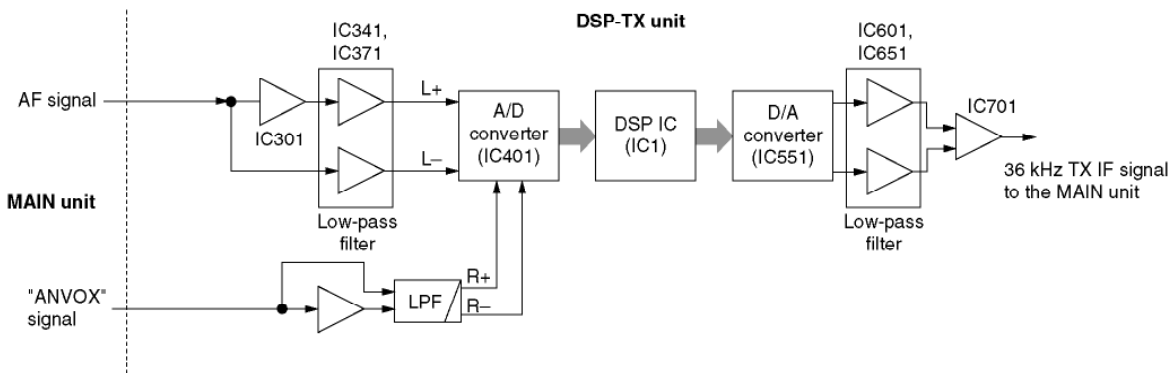 DSP-TX unit
IC341,
IC371
IC601,
IC651
AF signal
IC301
L+
L–
A/D
converter
(IC401)
DSP IC
(IC1)
D/A
converter
(IC551)
IC701
36 kHz TX IF signal
to the MAIN unit
MAIN unit
Low-pass
filter
Low-pass
filter
"ANVOX"
signal
LPF
R+
R–